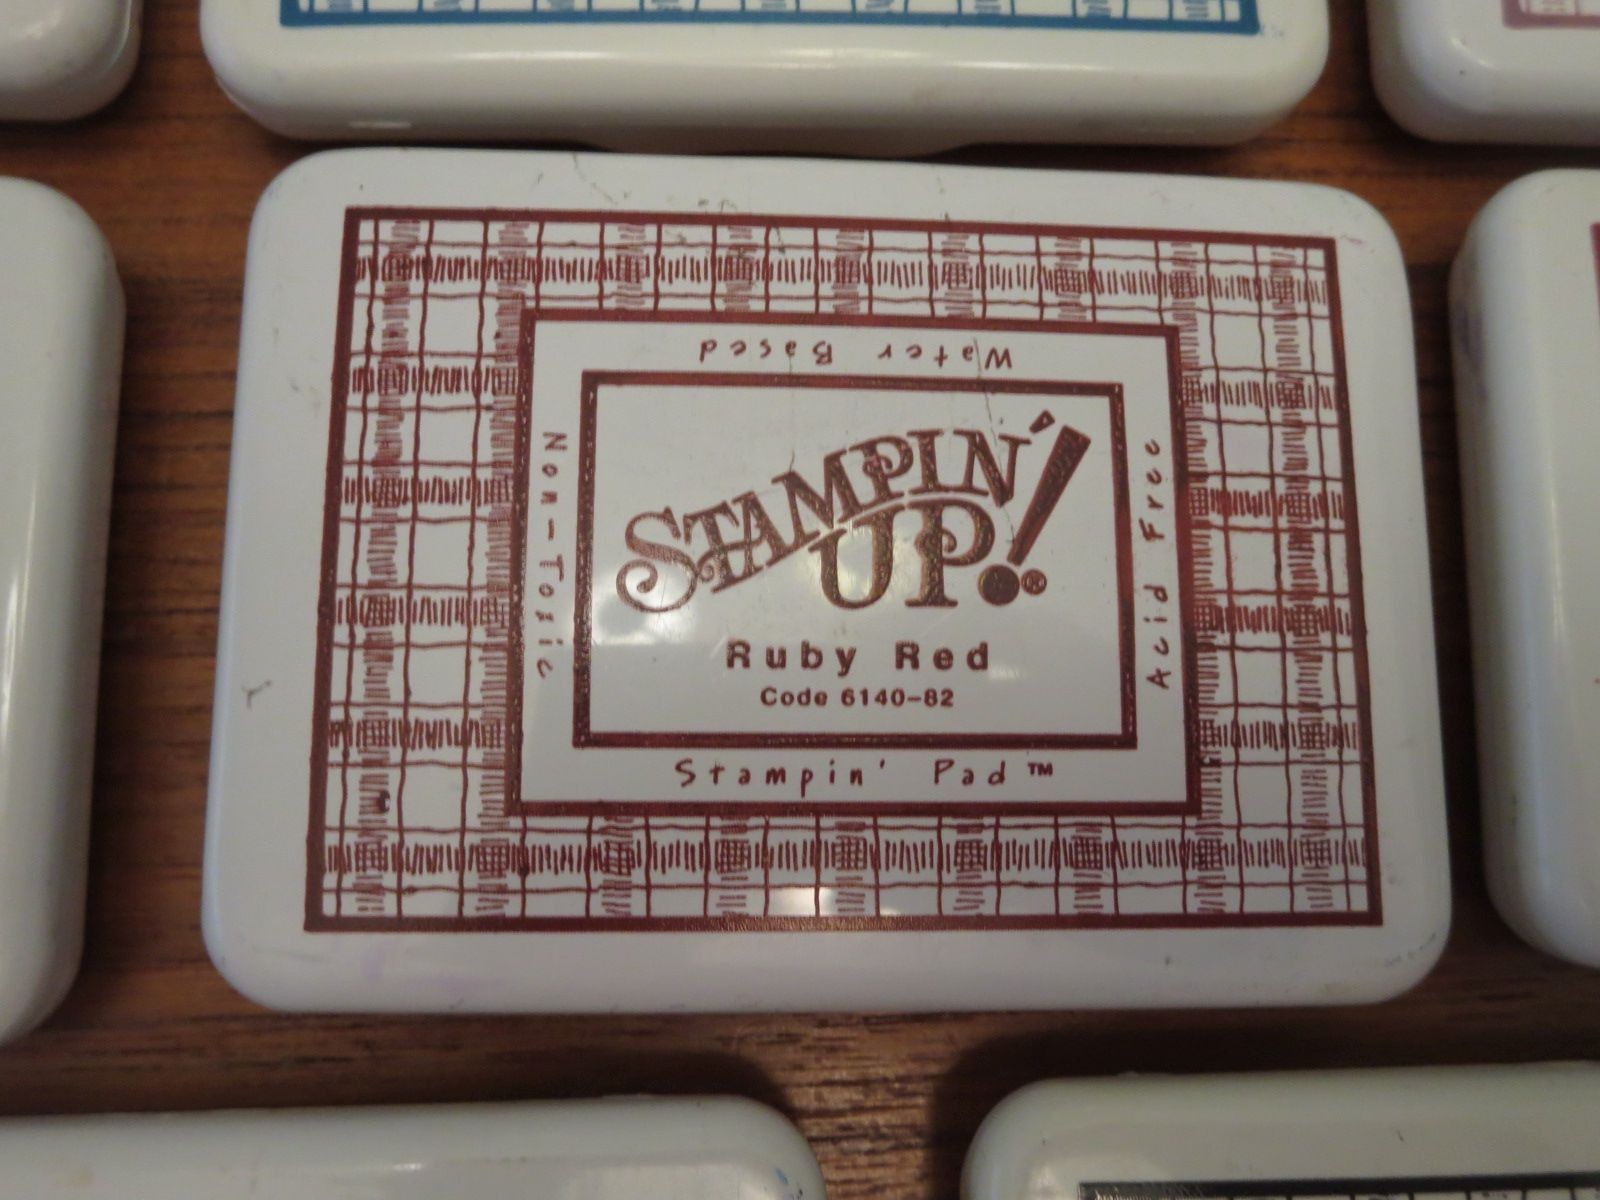 Water Based
STAMPIN'
UP!®
Ruby Red
Code 6140-82
Non-Toxic
Acid Free
Stampin' Pad™